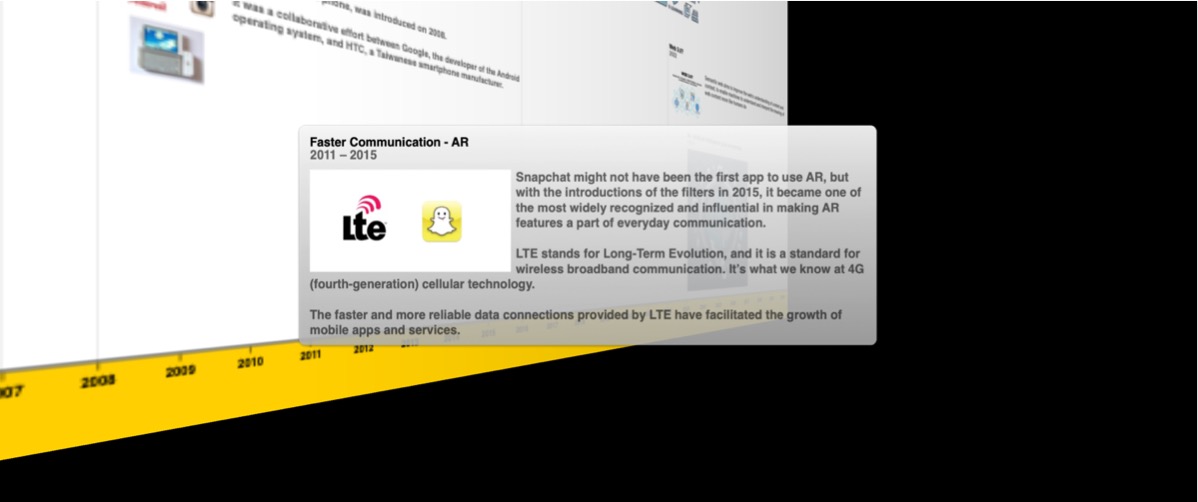 It was a collaborative effort between Google, the developer of the Android
operating system, and HTC, a Taiwanese smartphone manufacturer.
was introduced on 2008.
Faster Communication - AR
2011 – 2015
Lte
Snapchat might not have been the first app to use AR, but
with the introductions of the filters in 2015, it became one of
the most widely recognized and influential in making AR
features a part of everyday communication.
LTE stands for Long-Term Evolution, and it is a standard for
wireless broadband communication. It's what we know at 4G
(fourth-generation) cellular technology.
The faster and more reliable data connections provided by LTE have facilitated the growth of
mobile apps and services.
07
2008
2009
2010
2011
2012